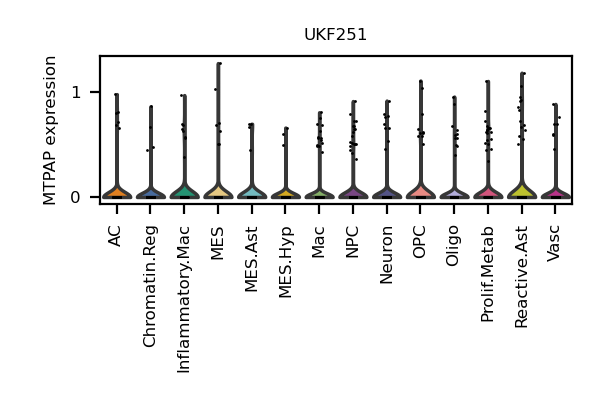 UKF251
MTPAP expression
1
0
AC
Chromatin.Reg
Inflammatory.Mac
MES
MES.Ast
MES.Hyp
Mac
NPC
Neuron
OPC
Oligo
Prolif.Metab
Reactive.Ast
Vasc